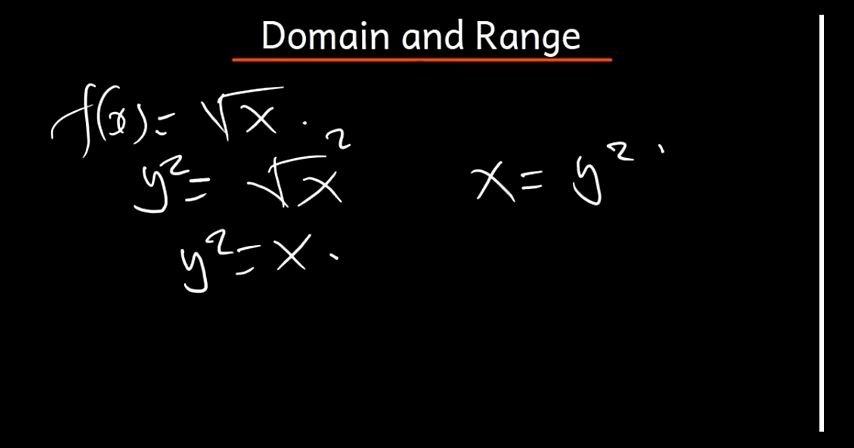 Domain and Range
f(x) = √x .
y² = √x²
x = y² .
y² = x .